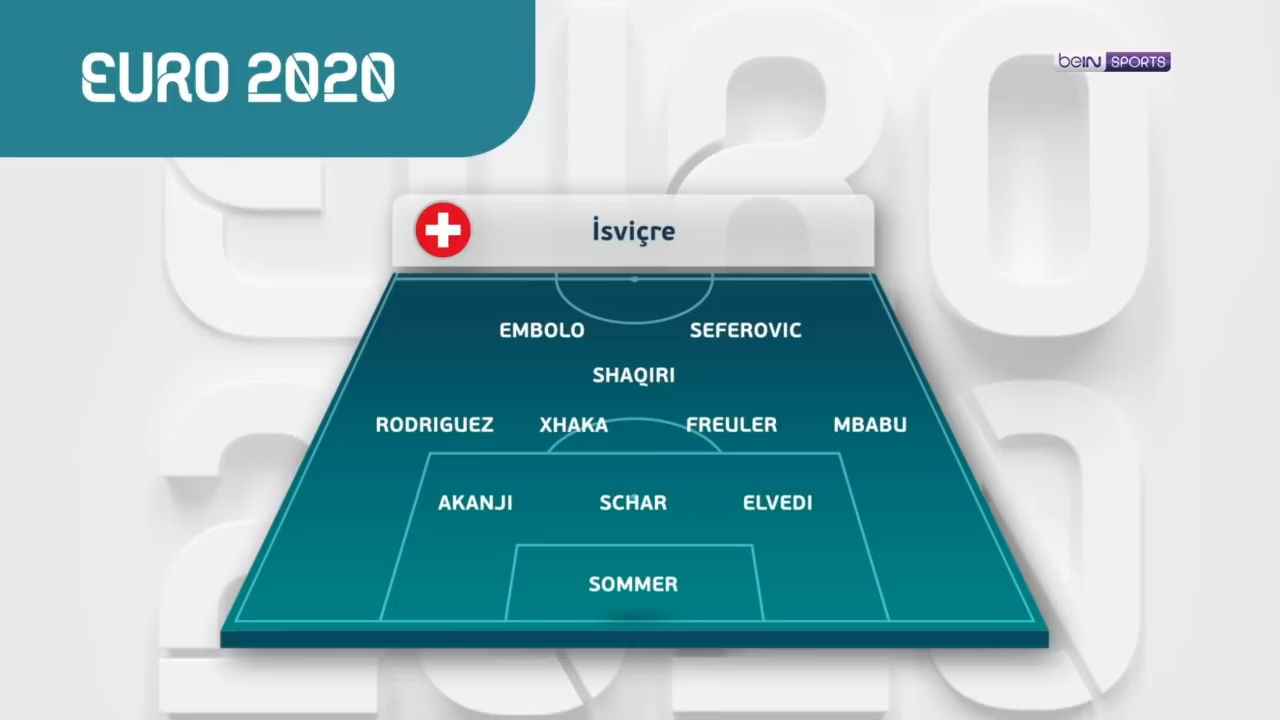 EURO 2020
beIN SPORTS
İsviçre
EMBOLO SEFEROVIC
SHAQIRI
RODRIGUEZ XHAKA FREULER MBABU
AKANJI SCHAR ELVEDI
SOMMER